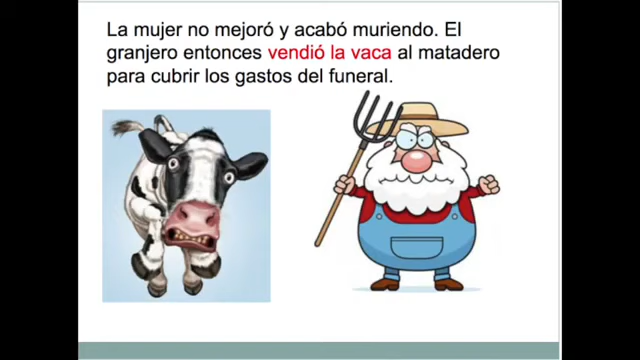 La mujer no mejoró y acabó muriendo. El
granjero entonces vendió la vaca al matadero
para cubrir los gastos del funeral.